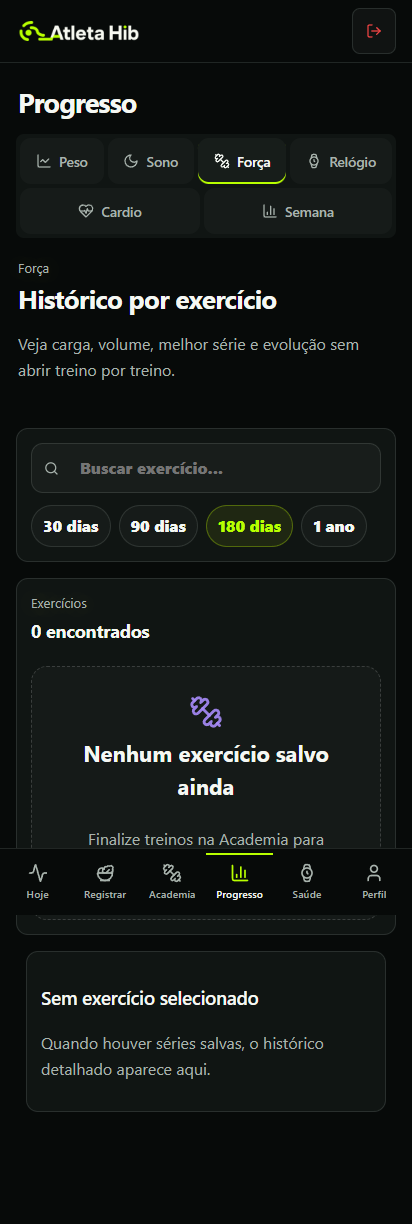 Atleta Hib
Progresso
Peso
Sono
Força
Relógio
Cardio
Semana
Força
Histórico por exercício
Veja carga, volume, melhor série e evolução sem
abrir treino por treino.
Buscar exercício...
30 dias
90 dias
180 dias
1 ano
Exercícios
0 encontrados
Nenhum exercício salvo
ainda
Finalize treinos na Academia para
Hoje
Registrar
Academia
Progresso
Saúde
Perfil
Sem exercício selecionado
Quando houver séries salvas, o histórico
detalhado aparece aqui.